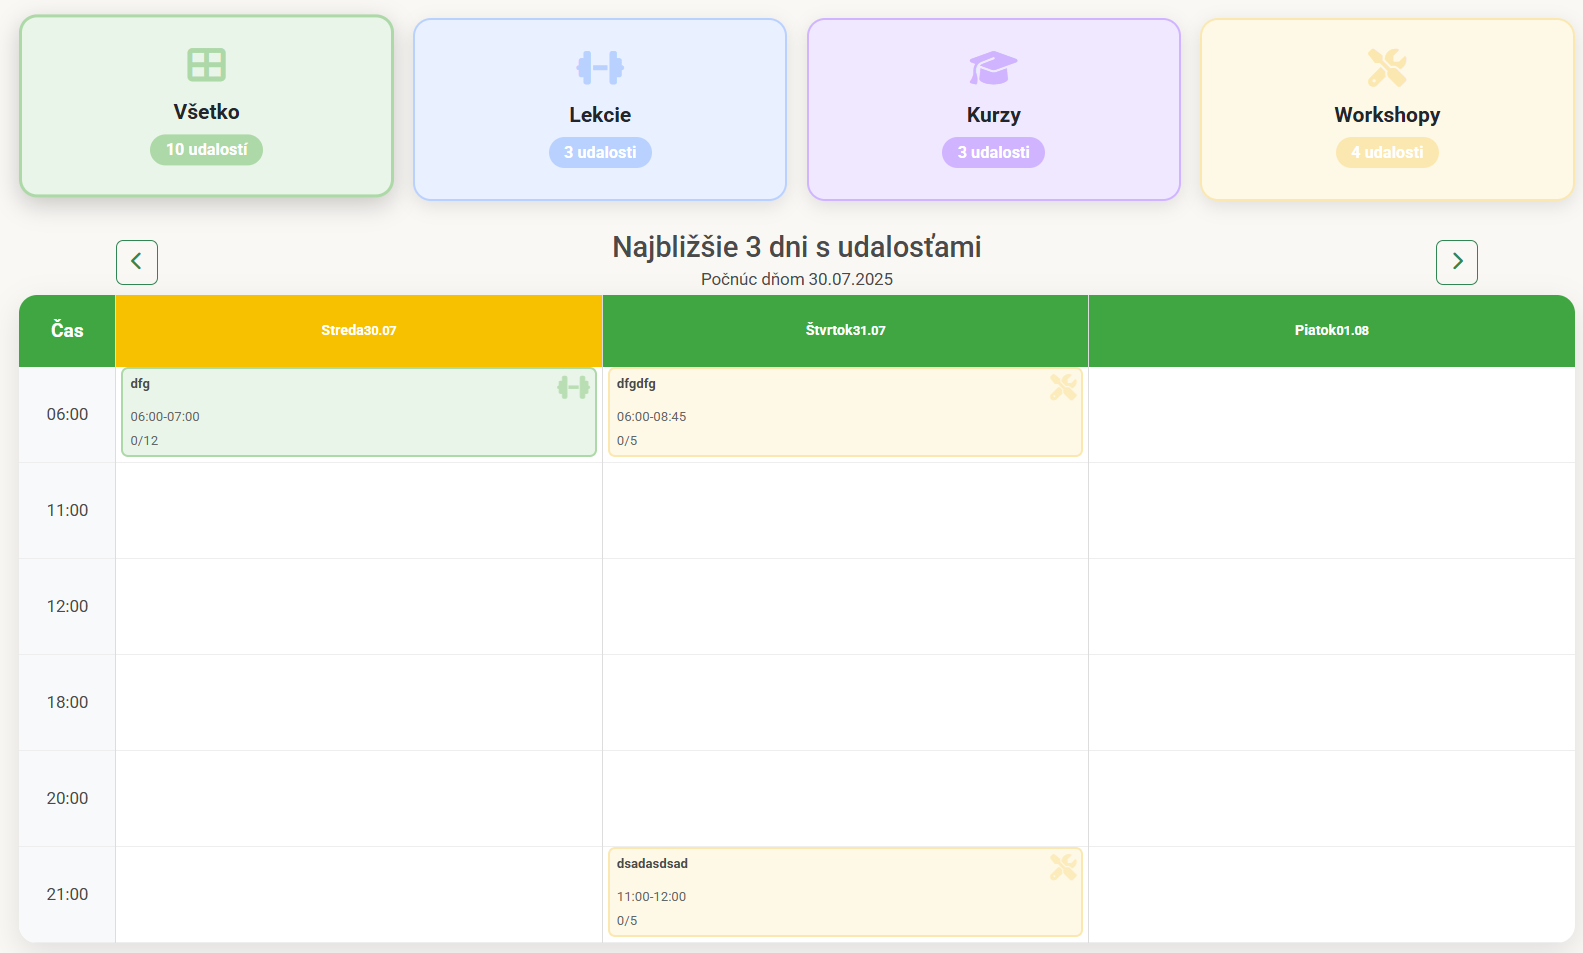 Všetko
10 udalostí
Lekcie
3 udalosti
Kurzy
3 udalosti
Workshopy
4 udalosti
Najbližšie 3 dni s udalosťami
Počnúc dňom 30.07.2025
Čas
Streda30.07
Štvrtok31.07
Piatok01.08
06:00
dfg
06:00-07:00
0/12
dfgdfg
06:00-08:45
0/5
11:00
12:00
18:00
20:00
21:00
dsadasdsad
11:00-12:00
0/5